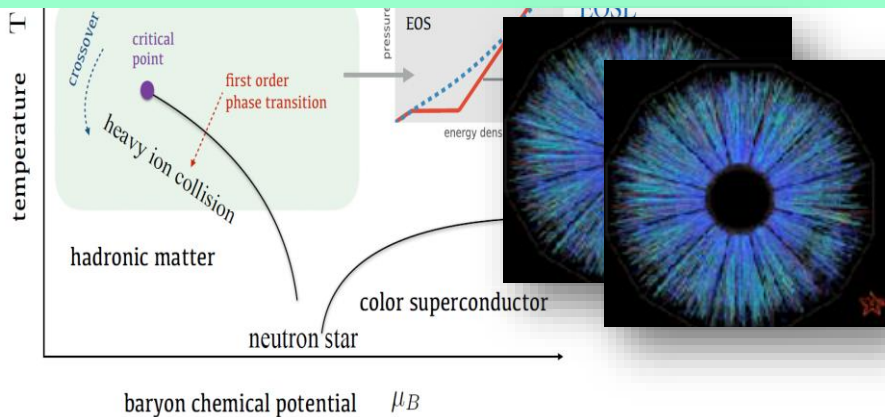 T
temperature
crossover
critical
point
first order
phase transition
heavy ion collision
pressure
EOS
energy dens
hadronic matter
color superconductor
neutron star
baryon chemical potential μB